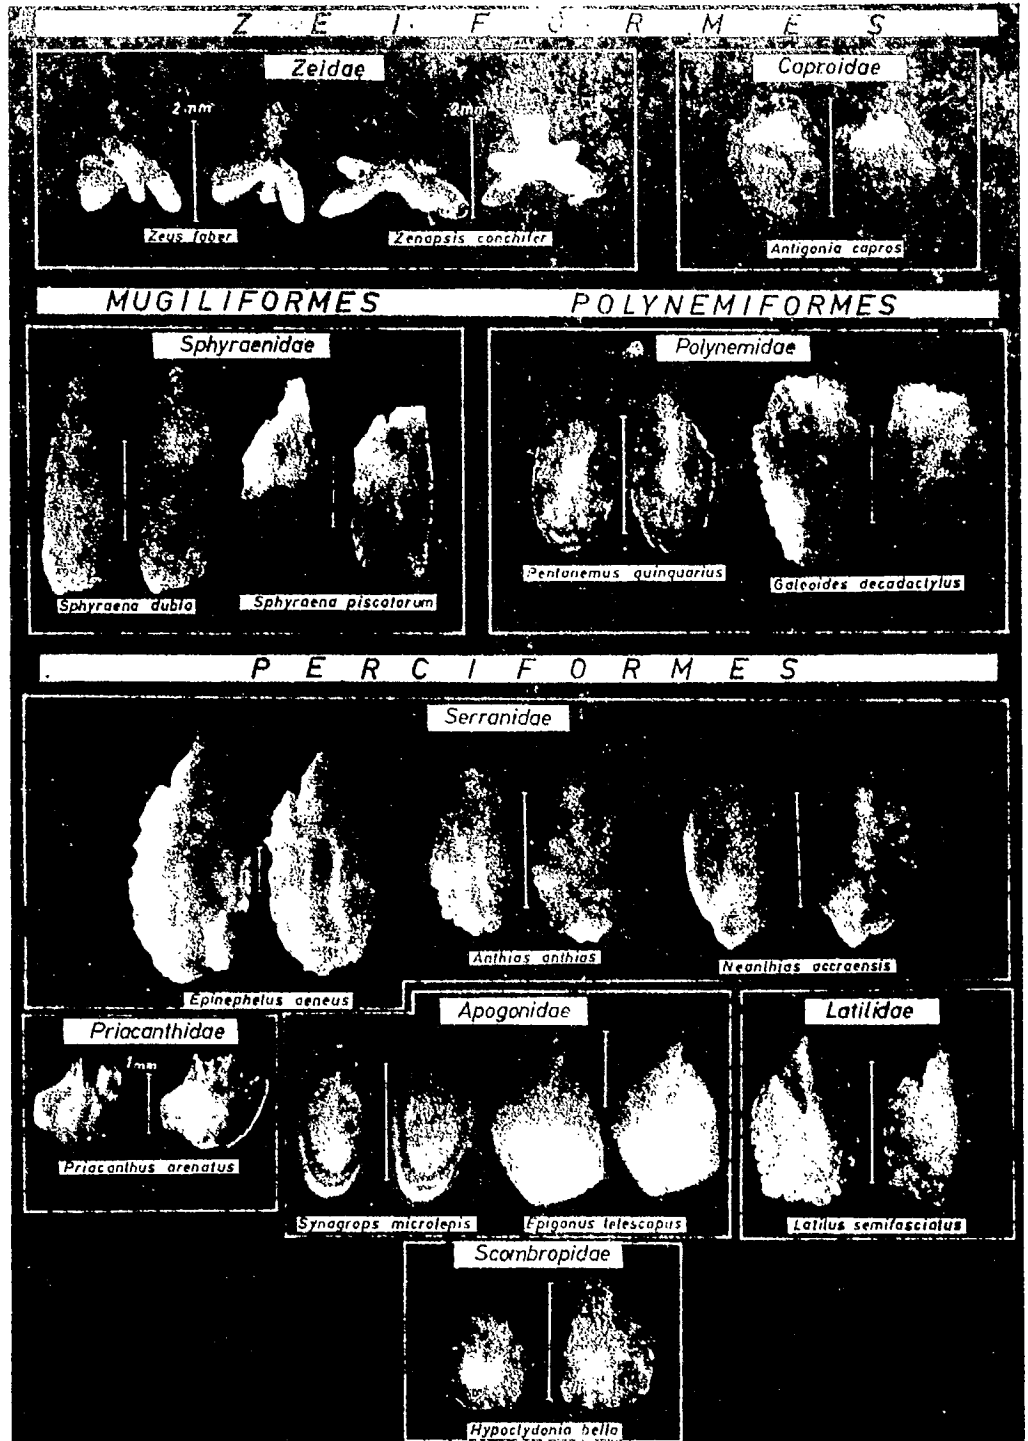 ZEIFORMES
Zeidae
Caproidae
2 mm
2 mm
Zeus faber
Zenapsis conchifer
Antigonia capros
MUGILIFORMES
POLYNEMIFORMES
Sphyraenidae
Polynemidae
Sphyraena dubia
Sphyraena piscatorum
Pentanemus quinquarius
Galeoides decadactylus
PERCIFORMES
Serranidae
Epinephelus aeneus
Anthias anthias
Neanthias accraensis
Priacanthidae
Apogonidae
Latilidae
1 mm
Priacanthus arenatus
Synagrops microlepis
Epigonus telescopus
Latilus semifasciatus
Scombropidae
Hypoclydonia bella